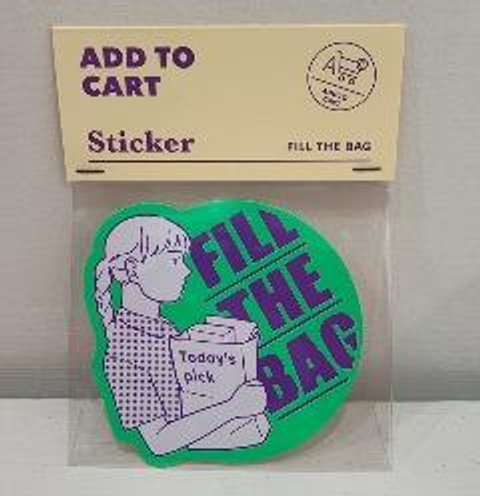 ADD TO
CART
Sticker
FILL THE BAG
FILL
THE
BAG
Today's
pick